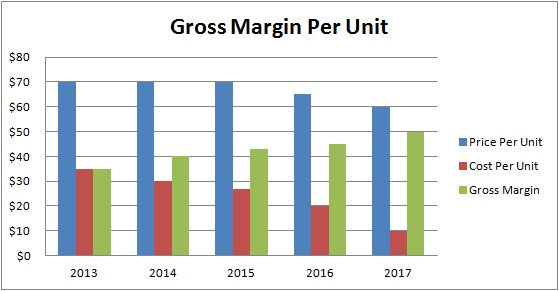 Gross Margin Per Unit
$80
$70
$60
$50
$40
$30
$20
$10
$0
2013 2014 2015 2016 2017
Price Per Unit
Cost Per Unit
Gross Margin